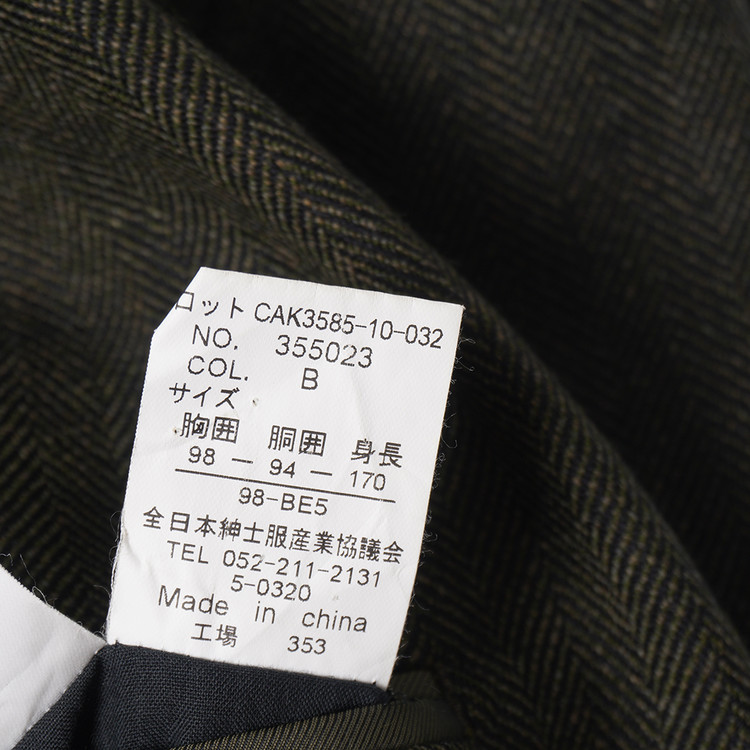 ロット CAK3585-10-032
NO. 355023
COL. B
サイズ
胸囲 胴囲 身長
98 － 94 － 170
98-BE5
全日本紳士服産業協議会
TEL 052-211-2131
5-0320
Made in china
工場 353